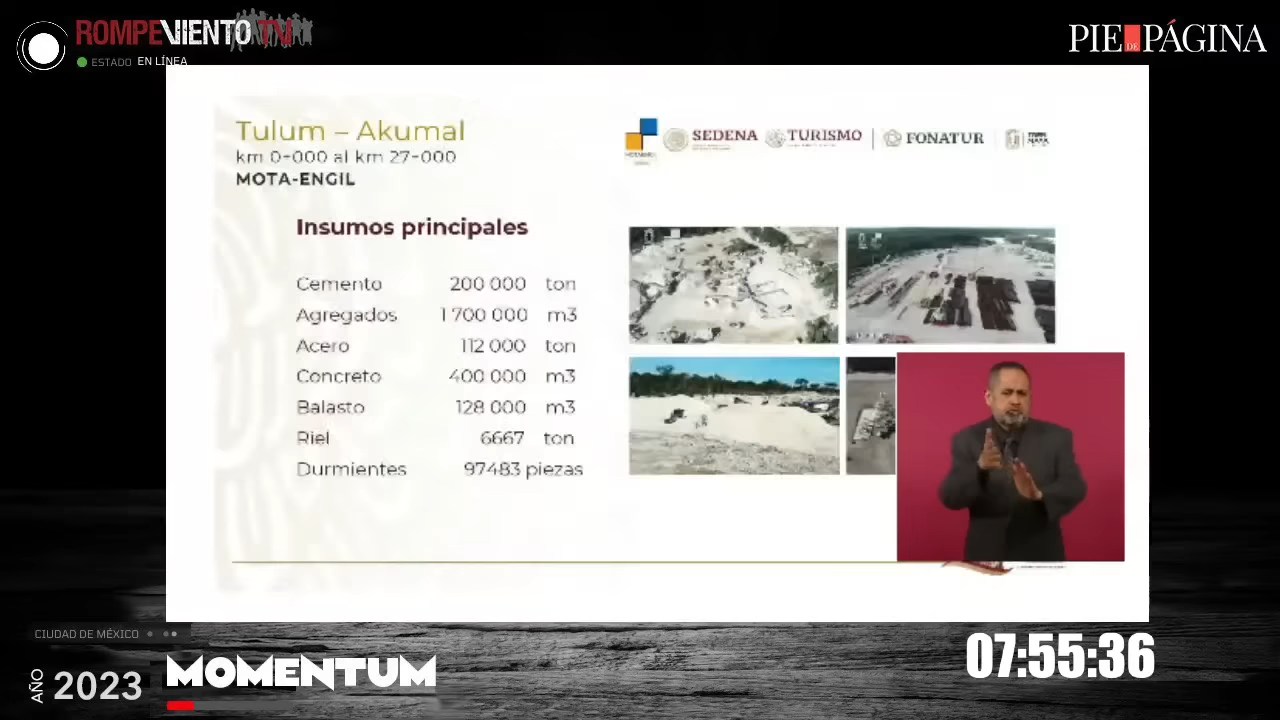 ROMPEVIENTO TV
ESTADO EN LÍNEA
PIE DE PÁGINA
Tulum – Akumal
km 0-000 al km 27-000
MOTA-ENGIL
SEDENA
TURISMO
FONATUR
Insumos principales
Cemento 200 000 ton
Agregados 1 700 000 m3
Acero 112 000 ton
Concreto 400 000 m3
Balasto 128 000 m3
Riel 6667 ton
Durmientes 97483 piezas
CIUDAD DE MÉXICO
AÑO 2023
MOMENTUM
07:55:36